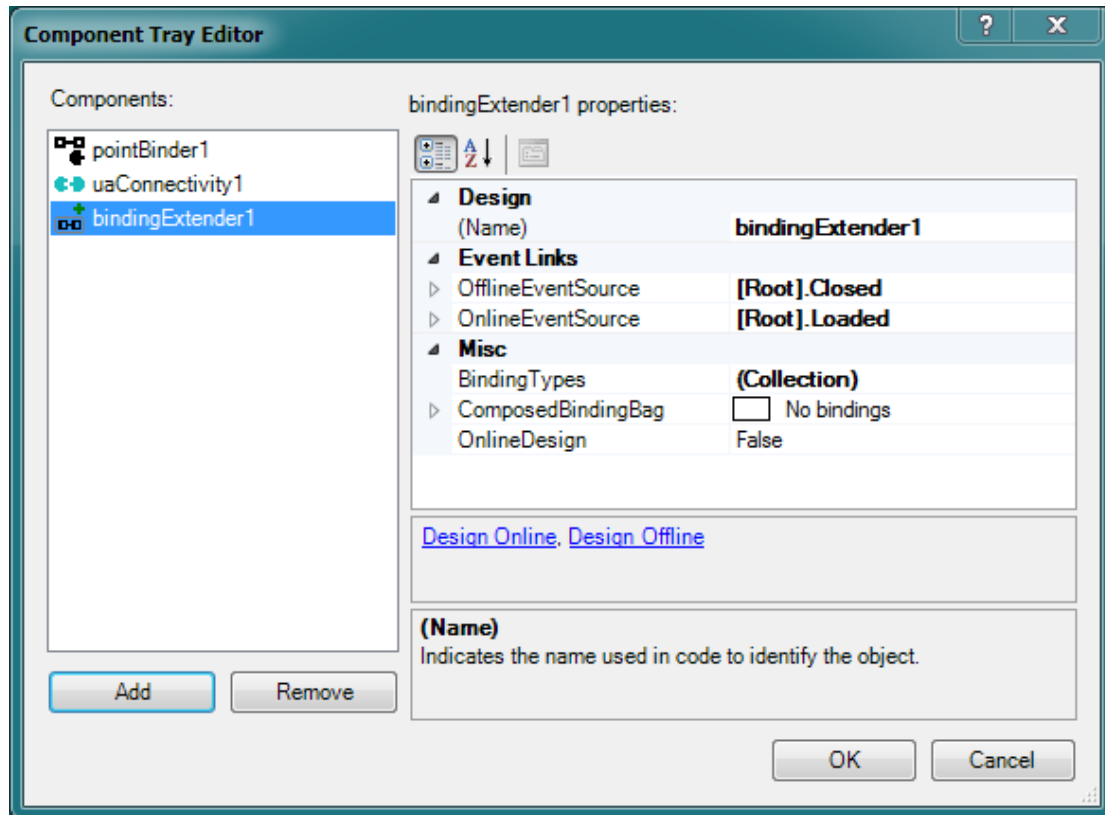 Component Tray Editor
? X
Components:
pointBinder1
uaConnectivity1
bindingExtender1
Add Remove
bindingExtender1 properties:
A Z
Design
(Name) bindingExtender1
Event Links
OfflineEventSource [Root].Closed
OnlineEventSource [Root].Loaded
Misc
BindingTypes (Collection)
ComposedBindingBag No bindings
OnlineDesign False
Design Online, Design Offline
(Name)
Indicates the name used in code to identify the object.
OK Cancel